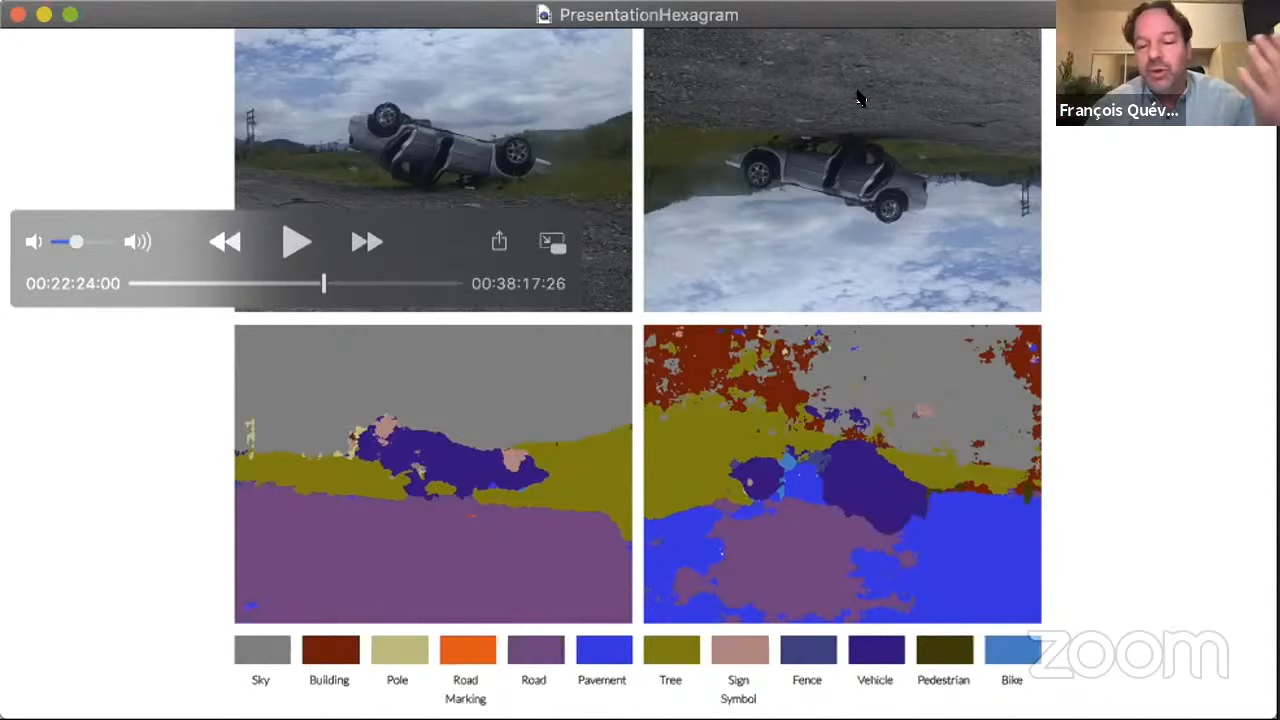 PresentationHexagram
François Quév...
00:22:24:00
00:38:17:26
Sky
Building
Pole
Road
Marking
Road
Pavement
Tree
Sign
Symbol
Fence
Vehicle
Pedestrian
Bike
zoom